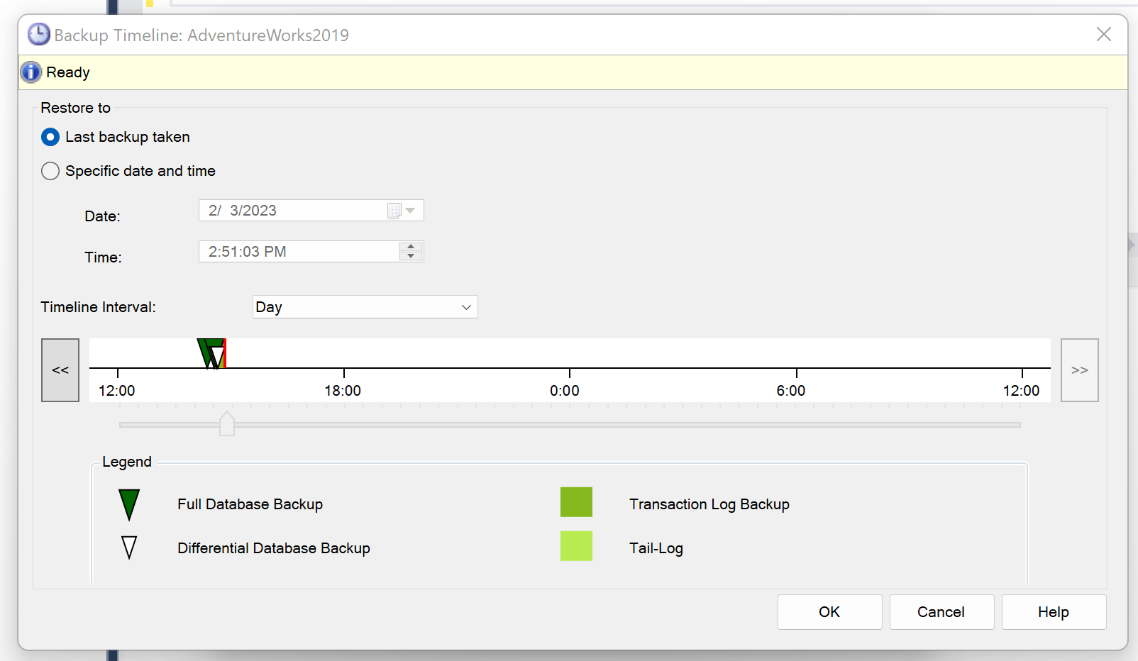 Backup Timeline: AdventureWorks2019
Ready
Restore to
Last backup taken
Specific date and time
Date: 2/ 3/2023
Time: 2:51:03 PM
Timeline Interval: Day
<< >>
12:00 18:00 0:00 6:00 12:00
Legend
Full Database Backup Transaction Log Backup
Differential Database Backup Tail-Log
OK Cancel Help